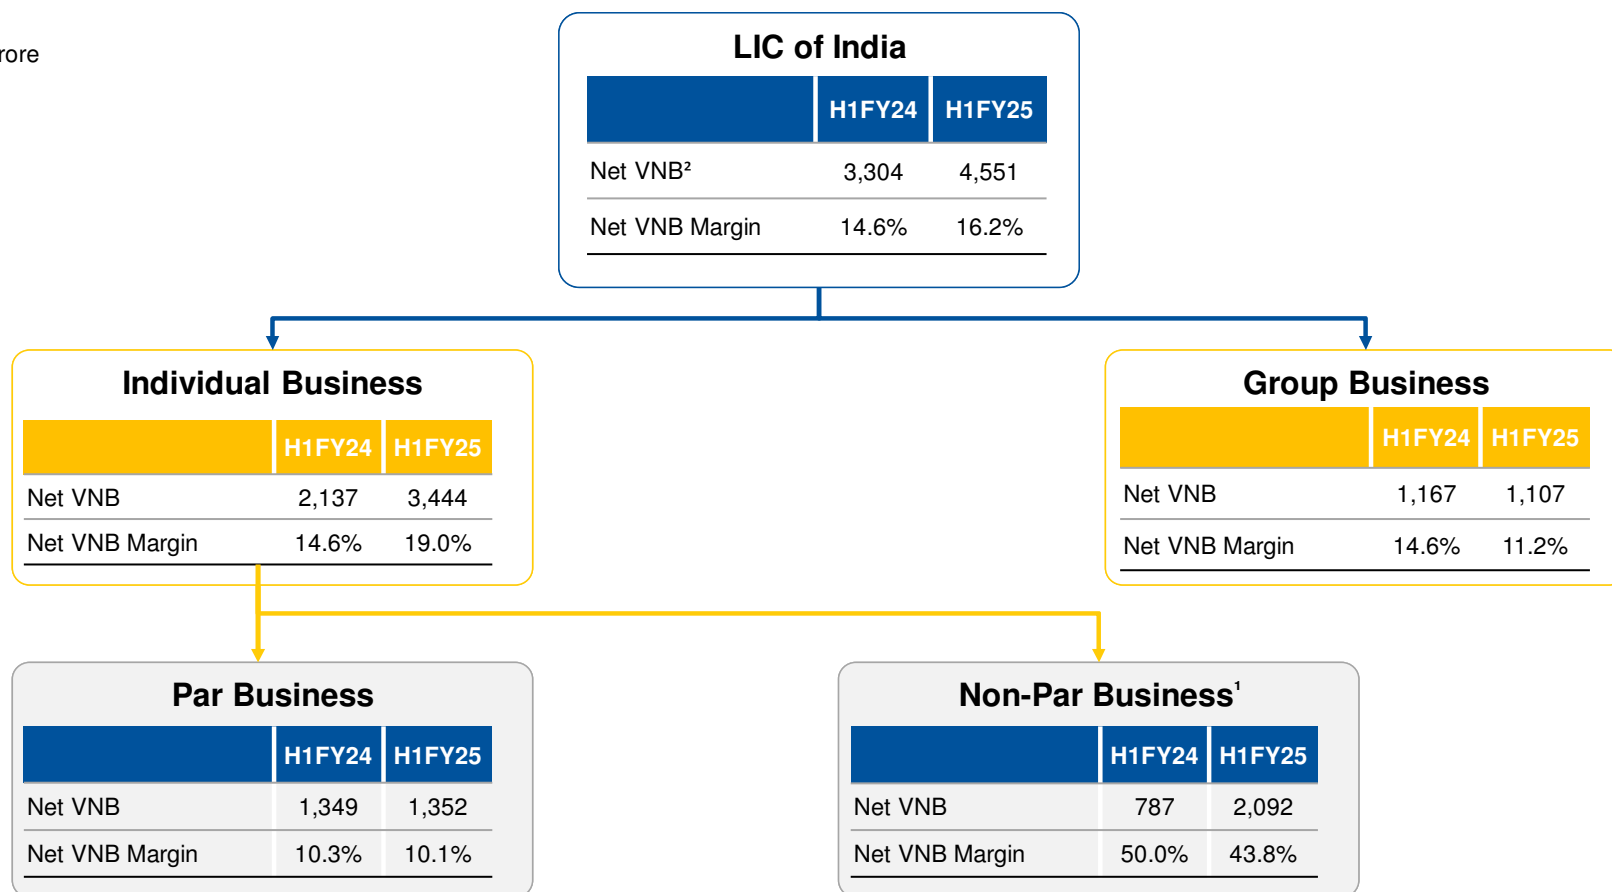 rore
LIC of India
H1FY24 H1FY25
Net VNB² 3,304 4,551
Net VNB Margin 14.6% 16.2%
Individual Business
H1FY24 H1FY25
Net VNB 2,137 3,444
Net VNB Margin 14.6% 19.0%
Group Business
H1FY24 H1FY25
Net VNB 1,167 1,107
Net VNB Margin 14.6% 11.2%
Par Business
H1FY24 H1FY25
Net VNB 1,349 1,352
Net VNB Margin 10.3% 10.1%
Non-Par Business¹
H1FY24 H1FY25
Net VNB 787 2,092
Net VNB Margin 50.0% 43.8%